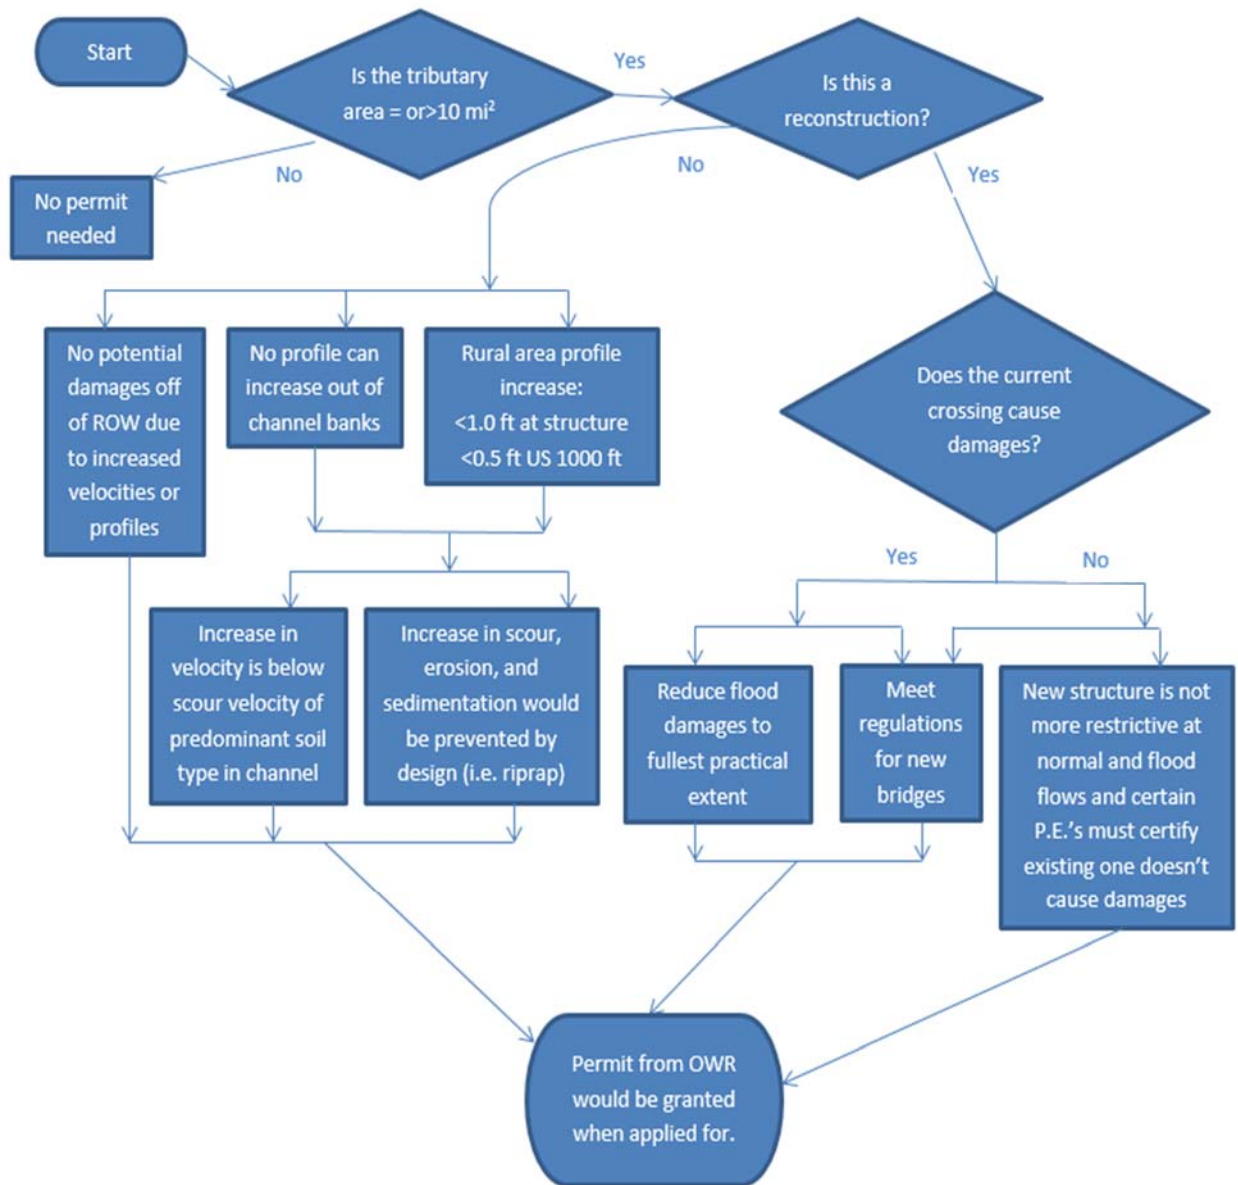 Start
Is the tributary
area = or>10 mi²
Yes
Is this a
reconstruction?
No
No
Yes
No permit
needed
No potential
damages off
of ROW due
to increased
velocities or
profiles
No profile can
increase out of
channel banks
Rural area profile
increase:
<1.0 ft at structure
<0.5 ft US 1000 ft
Does the current
crossing cause
damages?
Yes
No
Increase in
velocity is below
scour velocity of
predominant soil
type in channel
Increase in scour,
erosion, and
sedimentation would
be prevented by
design (i.e. riprap)
Reduce flood
damages to
fullest practical
extent
Meet
regulations
for new
bridges
New structure is not
more restrictive at
normal and flood
flows and certain
P.E.’s must certify
existing one doesn’t
cause damages
Permit from OWR
would be granted
when applied for.